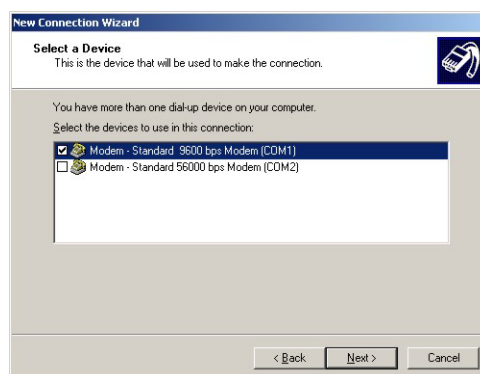 New Connection Wizard
Select a Device
This is the device that will be used to make the connection.
You have more than one dial-up device on your computer.
Select the devices to use in this connection:
Modem - Standard 9600 bps Modem (COM1)
Modem - Standard 56000 bps Modem (COM2)
< Back Next > Cancel